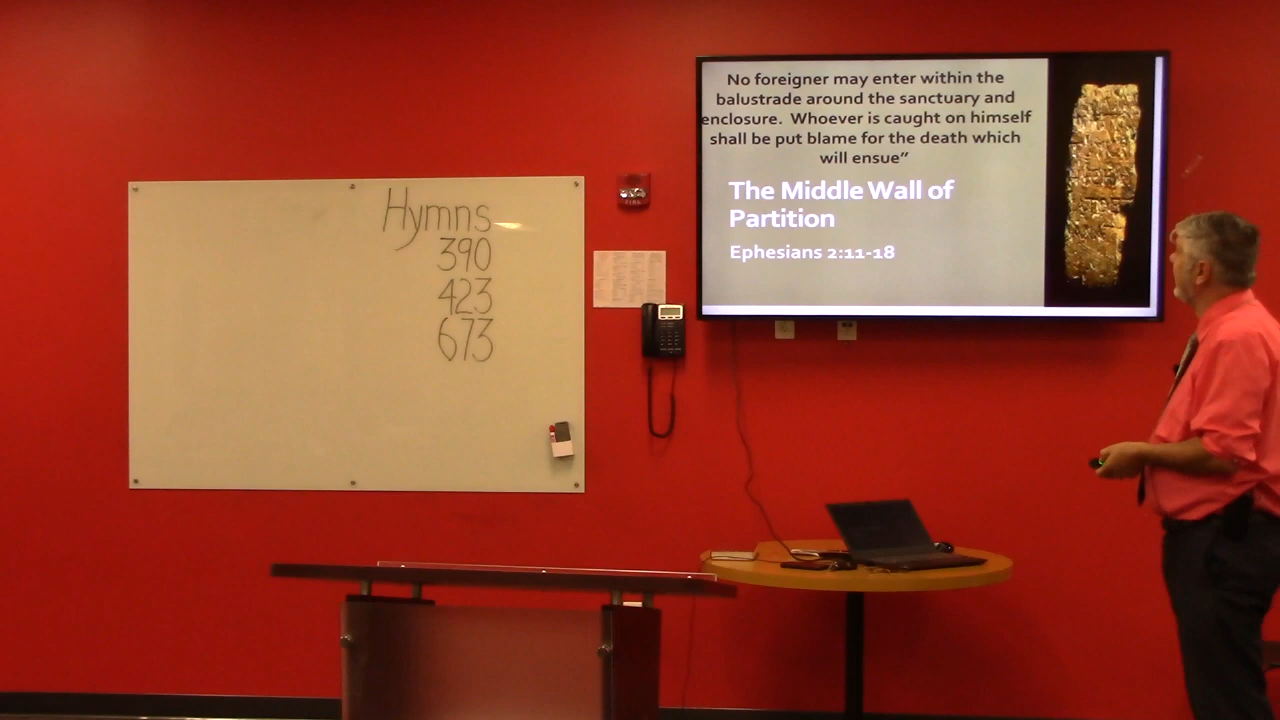 Hymns
390
423
673
FIRE
No foreigner may enter within the
balustrade around the sanctuary and
enclosure.  Whoever is caught on himself
shall be put blame for the death which
will ensue”
The Middle Wall of
Partition
Ephesians 2:11-18